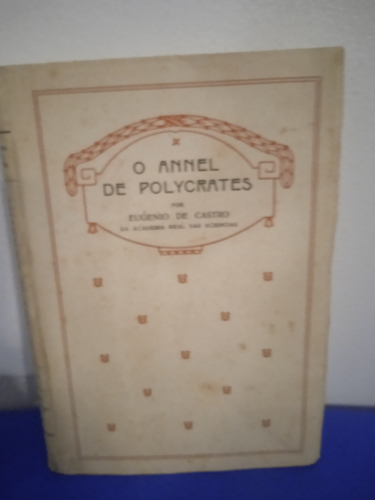 O ANNEL
DE POLYCRATES
POR
EUGENIO DE CASTRO
DA ACADEMIA REAL DAS SCIENCIAS